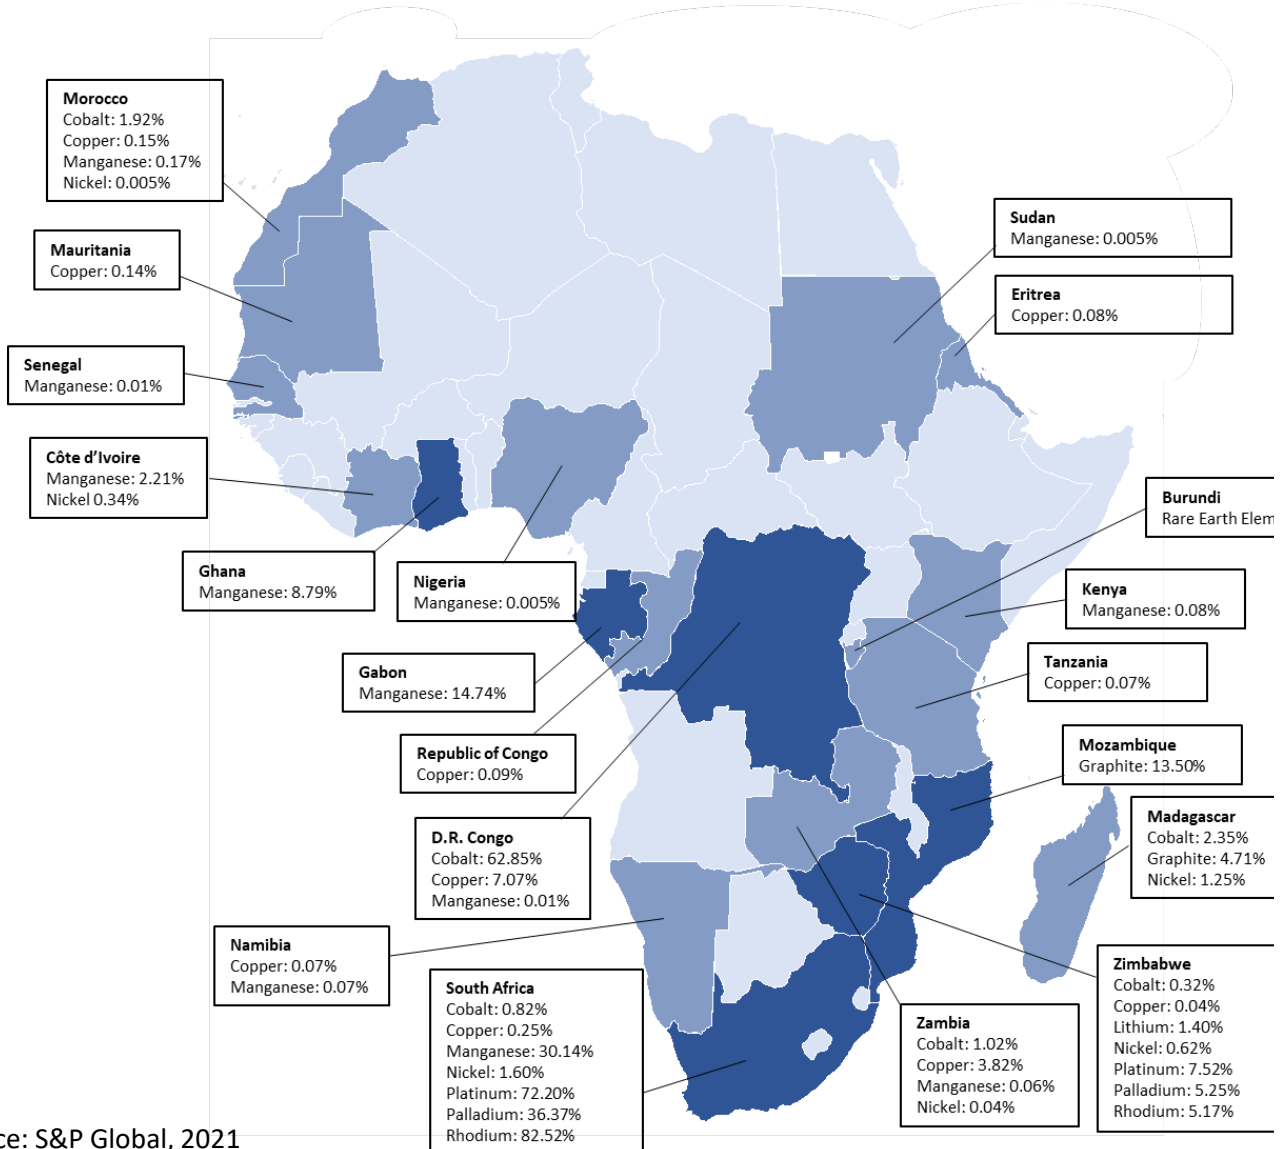 Morocco
Cobalt: 1.92%
Copper: 0.15%
Manganese: 0.17%
Nickel: 0.005%
Mauritania
Copper: 0.14%
Senegal
Manganese: 0.01%
Côte d’Ivoire
Manganese: 2.21%
Nickel 0.34%
Ghana
Manganese: 8.79%
Nigeria
Manganese: 0.005%
Gabon
Manganese: 14.74%
Republic of Congo
Copper: 0.09%
D.R. Congo
Cobalt: 62.85%
Copper: 7.07%
Manganese: 0.01%
Namibia
Copper: 0.07%
Manganese: 0.07%
South Africa
Cobalt: 0.82%
Copper: 0.25%
Manganese: 30.14%
Nickel: 1.60%
Platinum: 72.20%
Palladium: 36.37%
Rhodium: 82.52%
Sudan
Manganese: 0.005%
Eritrea
Copper: 0.08%
Burundi
Rare Earth Elem
Kenya
Manganese: 0.08%
Tanzania
Copper: 0.07%
Mozambique
Graphite: 13.50%
Madagascar
Cobalt: 2.35%
Graphite: 4.71%
Nickel: 1.25%
Zimbabwe
Cobalt: 0.32%
Copper: 0.04%
Lithium: 1.40%
Nickel: 0.62%
Platinum: 7.52%
Palladium: 5.25%
Rhodium: 5.17%
Zambia
Cobalt: 1.02%
Copper: 3.82%
Manganese: 0.06%
Nickel: 0.04%
ce: S&P Global, 2021